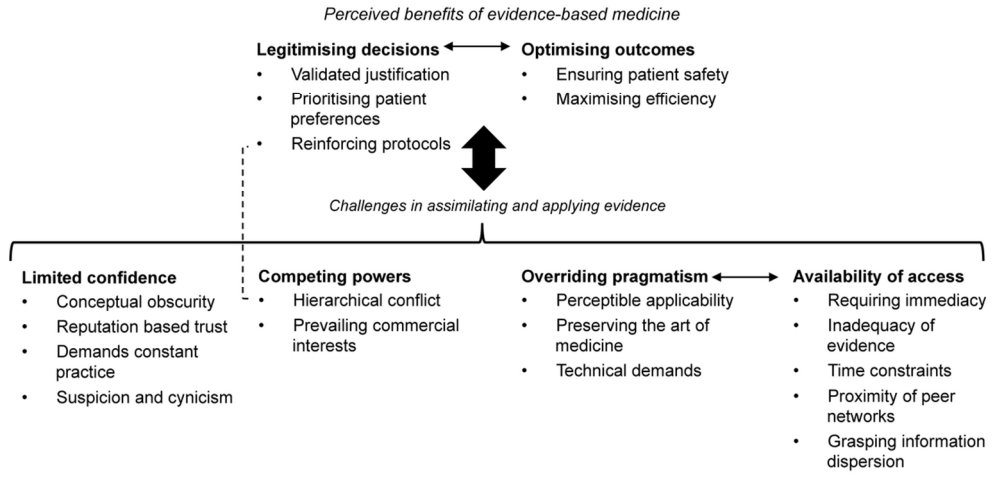 Perceived benefits of evidence-based medicine
Legitimising decisions
• Validated justification
• Prioritising patient
preferences
• Reinforcing protocols
Optimising outcomes
• Ensuring patient safety
• Maximising efficiency
Challenges in assimilating and applying evidence
Limited confidence
• Conceptual obscurity
• Reputation based trust
• Demands constant
practice
• Suspicion and cynicism
Competing powers
• Hierarchical conflict
• Prevailing commercial
interests
Overriding pragmatism
• Perceptible applicability
• Preserving the art of
medicine
• Technical demands
Availability of access
• Requiring immediacy
• Inadequacy of
evidence
• Time constraints
• Proximity of peer
networks
• Grasping information
dispersion